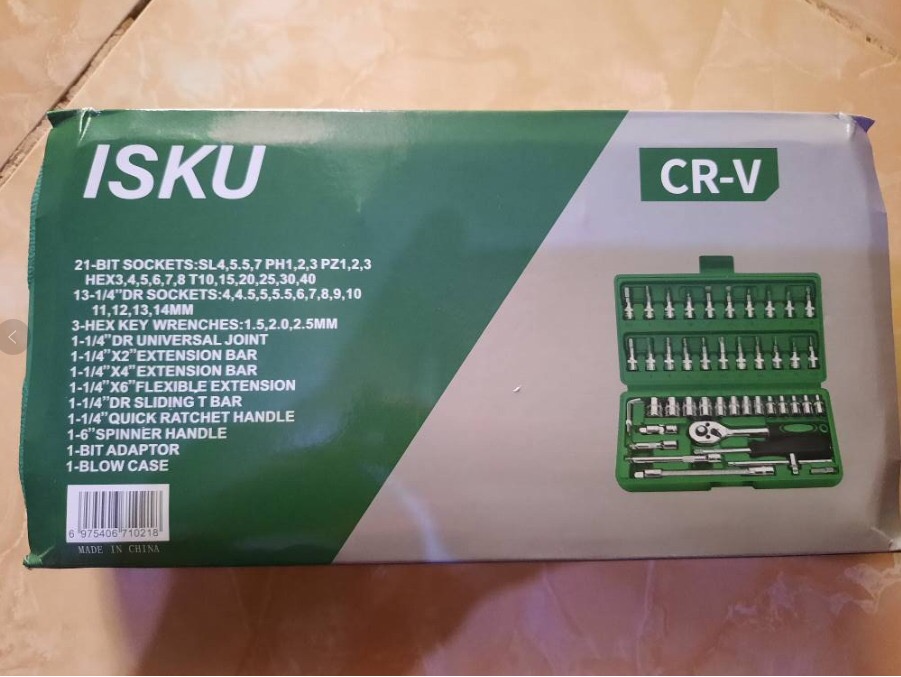 ISKU
CR-V
21-BIT SOCKETS:SL4,5.5,7 PH1,2,3 PZ1,2,3
HEX3,4,5,6,7,8 T10,15,20,25,30,40
13-1/4"DR SOCKETS:4,4.5,5,5.5,6,7,8,9,10
11,12,13,14MM
3-HEX KEY WRENCHES:1.5,2.0,2.5MM
1-1/4"DR UNIVERSAL JOINT
1-1/4"X2"EXTENSION BAR
1-1/4"X4"EXTENSION BAR
1-1/4"X6"FLEXIBLE EXTENSION
1-1/4"DR SLIDING T BAR
1-1/4"QUICK RATCHET HANDLE
1-6"SPINNER HANDLE
1-BIT ADAPTOR
1-BLOW CASE
6 975406 710218
MADE IN CHINA